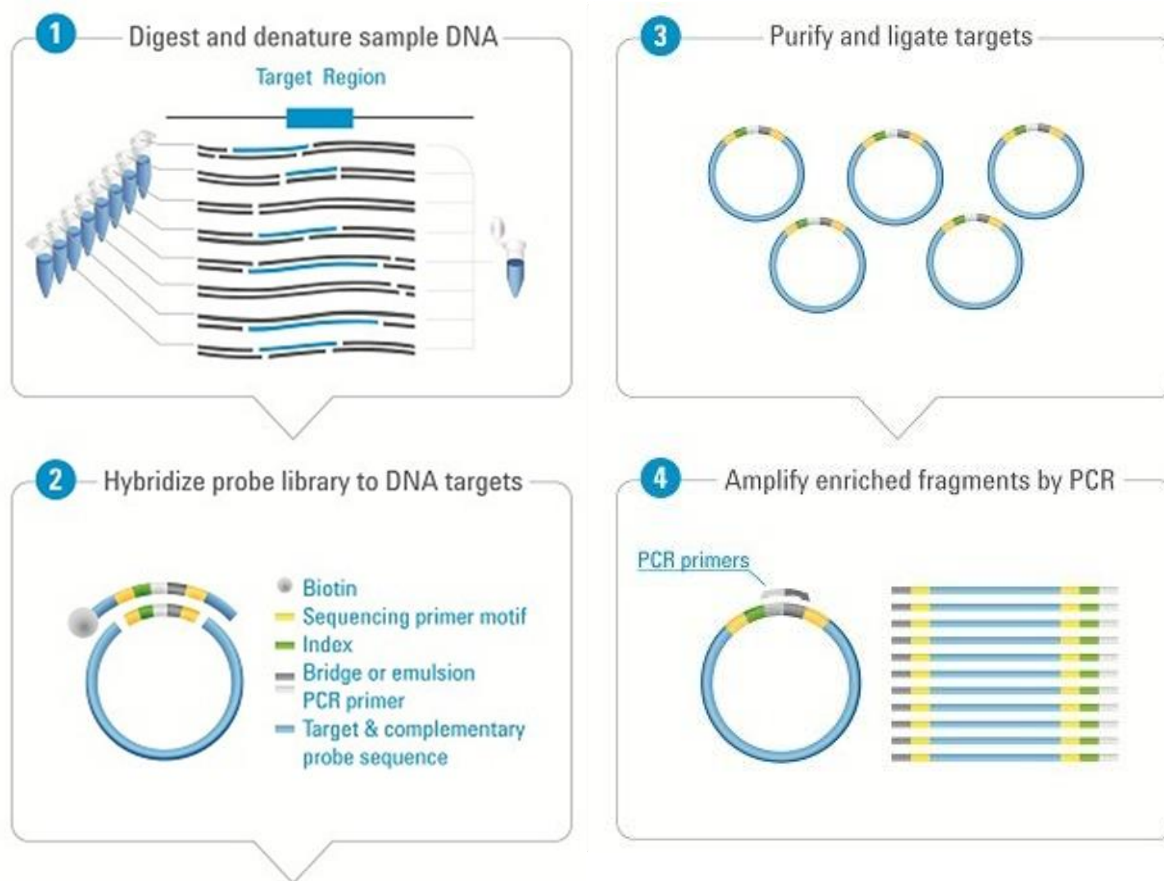 1 Digest and denature sample DNA
Target Region
2 Hybridize probe library to DNA targets
Biotin
Sequencing primer motif
Index
Bridge or emulsion
PCR primer
Target & complementary
probe sequence
3 Purify and ligate targets
4 Amplify enriched fragments by PCR
PCR primers